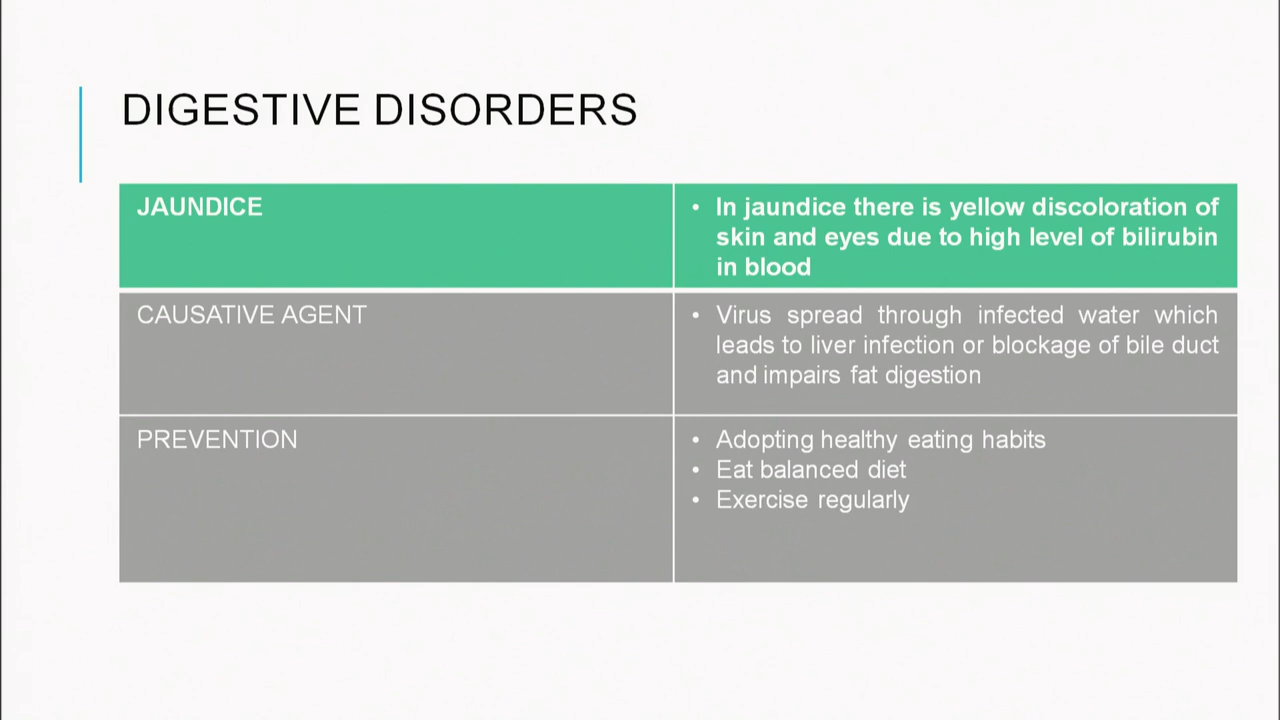 DIGESTIVE DISORDERS
JAUNDICE
• In jaundice there is yellow discoloration of
skin and eyes due to high level of bilirubin
in blood
CAUSATIVE AGENT
• Virus spread through infected water which
leads to liver infection or blockage of bile duct
and impairs fat digestion
PREVENTION
• Adopting healthy eating habits
• Eat balanced diet
• Exercise regularly